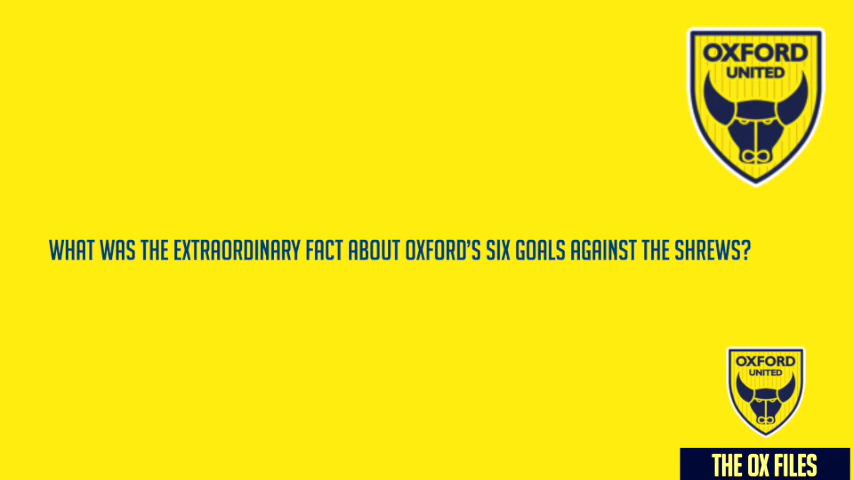 OXFORD
UNITED
WHAT WAS THE EXTRAORDINARY FACT ABOUT OXFORD'S SIX GOALS AGAINST THE SHREWS?
OXFORD
UNITED
THE OX FILES